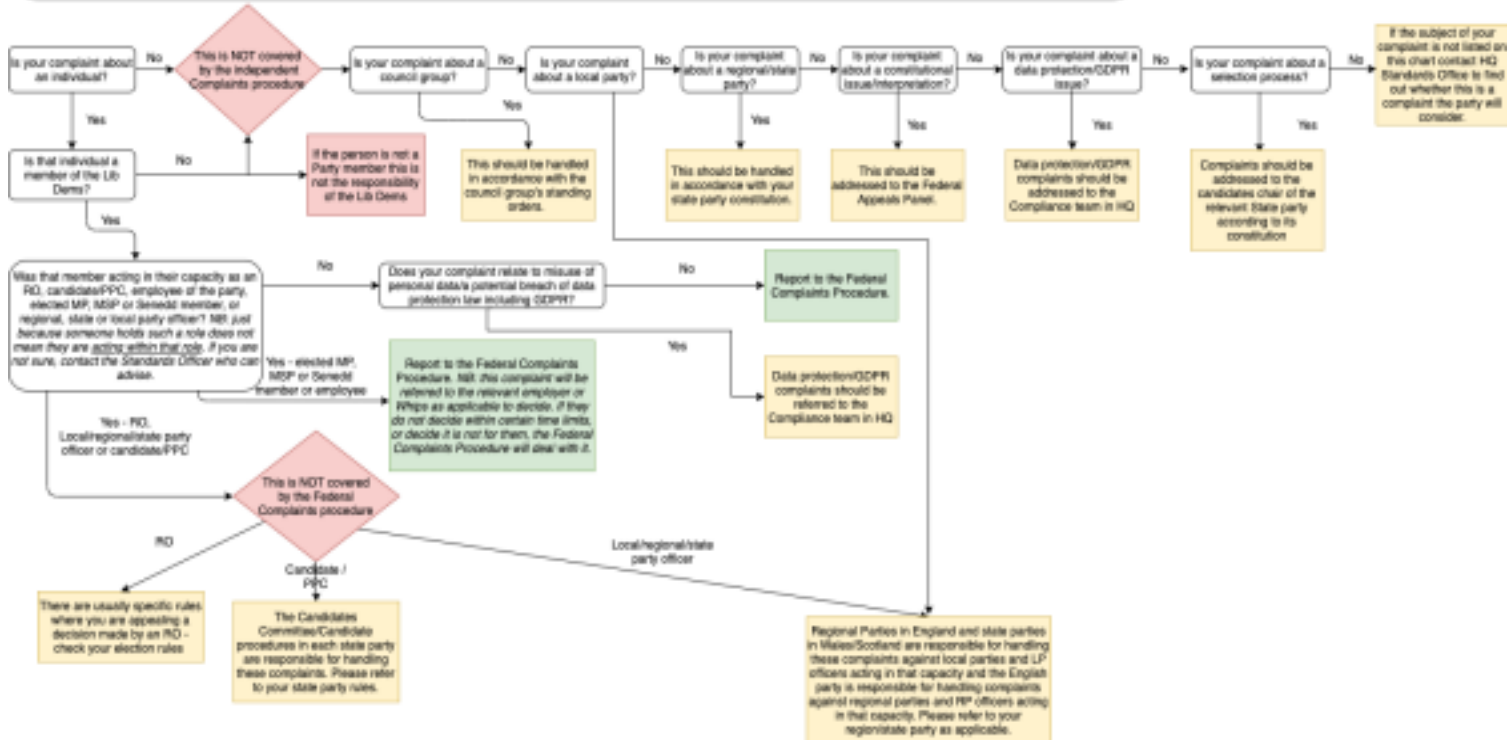 Is your complaint about
an individual?
No
This is NOT covered
by the Independent
Complaints procedure
Is your complaint about a
council group?
No
Is your complaint
about a local party?
No
Is your complaint
about a regional/state
party?
No
Is your complaint
about a constitutional
issue/interpretation?
No
Is your complaint about a
data protection/GDPR
issue?
No
Is your complaint about a
selection process?
No
If the subject of your
complaint is not listed on
this chart contact HQ
Standards Office to find
out whether this is a
complaint the party will
consider.
Yes
Yes
Yes
Yes
Yes
Yes
Is that individual a
member of the Lib
Dems?
No
If the person is not a
Party member this is
not the responsibility
of the Lib Dems
This should be handled
in accordance with the
council group's standing
orders.
This should be handled
in accordance with your
state party constitution.
This should be
addressed to the Federal
Appeals Panel.
Data protection/GDPR
complaints should be
addressed to the
Compliance team in HQ
Complaints should be
addressed to the
candidates chair of the
relevant State party
according to its
constitution
Yes
Was that member acting in their capacity as an
RO, candidate/PPC, employee of the party,
elected MP, MSP or Senedd member, or
regional, state or local party officer? NB: just
because someone holds such a role does not
mean they are acting within that role. If you are
not sure, contact the Standards Officer who can
advise.
No
Does your complaint relate to misuse of
personal data/a potential breach of data
protection law including GDPR?
No
Report to the Federal
Complaints Procedure.
Yes
Data protection/GDPR
complaints should be
referred to the
Compliance team in HQ
Yes - elected MP,
MSP or Senedd
member or employee
Report to the Federal Complaints
Procedure. NB: this complaint will be
referred to the relevant employer or
Whips as applicable to decide. If they
do not decide within certain time limits,
or decide it is not for them, the Federal
Complaints Procedure will deal with it.
Yes - RO,
Local/regional/state party
officer or candidate/PPC
This is NOT covered
by the Federal
Complaints procedure
RO
Candidate /
PPC
Local/regional/state
party officer
There are usually specific rules
where you are appealing a
decision made by an RO -
check your election rules
The Candidates
Committee/Candidate
procedures in each state party
are responsible for handling
these complaints. Please refer
to your state party rules.
Regional Parties in England and state parties
in Wales/Scotland are responsible for handling
these complaints against local parties and LP
officers acting in that capacity and the English
party is responsible for handling complaints
against regional parties and RP officers acting
in that capacity. Please refer to your
region/state party as applicable.